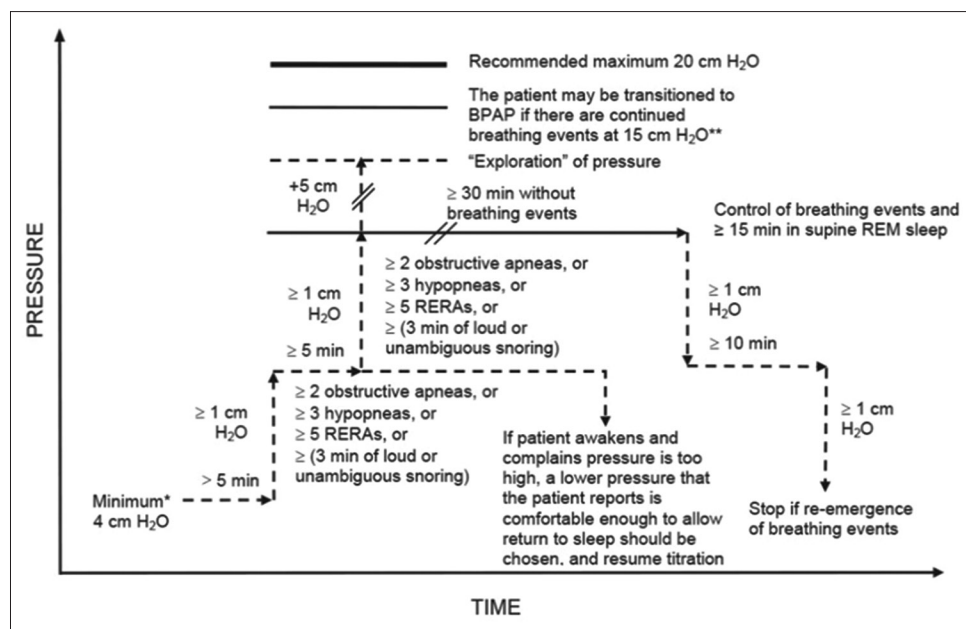 Recommended maximum 20 cm H₂O
The patient may be transitioned to
BPAP if there are continued
breathing events at 15 cm H₂O**
“Exploration” of pressure
+5 cm
H₂O
≥ 30 min without
breathing events
Control of breathing events and
≥ 15 min in supine REM sleep
≥ 2 obstructive apneas, or
≥ 3 hypopneas, or
≥ 5 RERAs, or
≥ (3 min of loud or
unambiguous snoring)
≥ 1 cm
H₂O
≥ 5 min
≥ 1 cm
H₂O
≥ 10 min
≥ 2 obstructive apneas, or
≥ 3 hypopneas, or
≥ 5 RERAs, or
≥ (3 min of loud or
unambiguous snoring)
≥ 1 cm
H₂O
> 5 min
Minimum*
4 cm H₂O
If patient awakens and
complains pressure is too
high, a lower pressure that
the patient reports is
comfortable enough to allow
return to sleep should be
chosen, and resume titration
≥ 1 cm
H₂O
Stop if re-emergence
of breathing events
PRESSURE
TIME